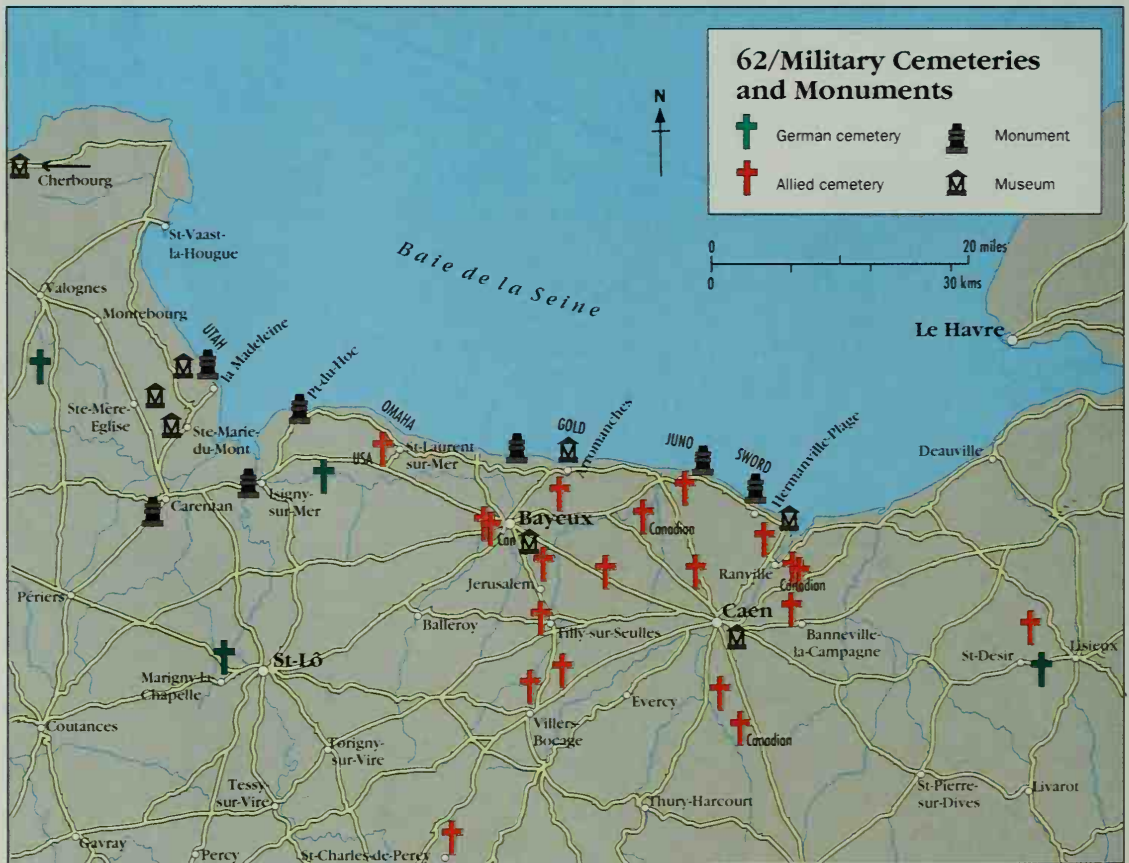 62/Military Cemeteries
and Monuments
German cemetery
Monument
Allied cemetery
Museum
N
0
20 miles
0
30 kms
Cherbourg
St-Vaast-
la-Hougue
Baie de la Seine
Valognes
Montebourg
Le Havre
UTAH
la Madeleine
Pt-du-Hoc
Ste-Mère-
Eglise
Ste-Marie-
du-Mont
OMAHA
USA
St-Laurent
sur-Mer
GOLD
Arromanches
JUNO
SWORD
Hermanville-Plage
Deauville
Carentan
Isigny-
sur-Mer
Bayeux
Can
Canadian
Ranville
Canadian
Jerusalem
Périers
Balleroy
Tilly-sur-Seulles
Caen
Banneville-
la-Campagne
St-Desir
Lisieux
Marigny-La
Chapelle
St-Lô
Evercy
Coutances
Villers-
Bocage
Canadian
Torigny-
sur-Vire
Tessy-
sur-Vire
Thury-Harcourt
St-Pierre-
sur-Dives
Livarot
Gavray
Percy
St-Charles-de-Percy